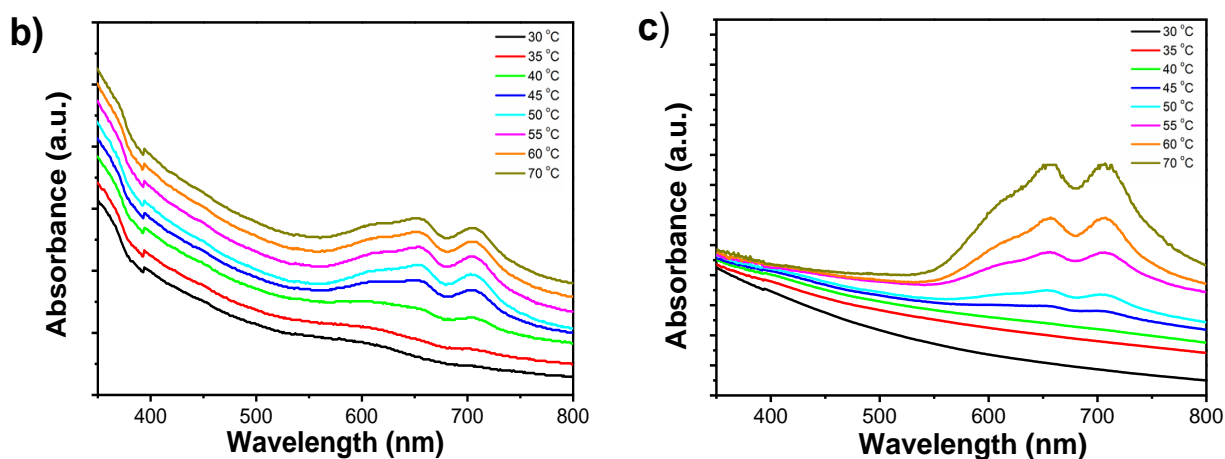 b)
Absorbance (a.u.)
30 °C
35 °C
40 °C
45 °C
50 °C
55 °C
60 °C
70 °C
400 500 600 700 800
Wavelength (nm)
c)
Absorbance (a.u.)
30 °C
35 °C
40 °C
45 °C
50 °C
55 °C
60 °C
70 °C
400 500 600 700 800
Wavelength (nm)